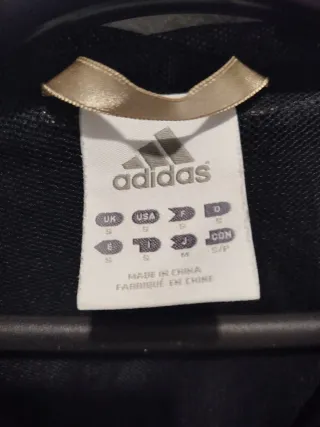 adidas
UK USA F D
S S S S
E I J CDN
S S M S/P
MADE IN CHINA
FABRIQUÉ EN CHINE